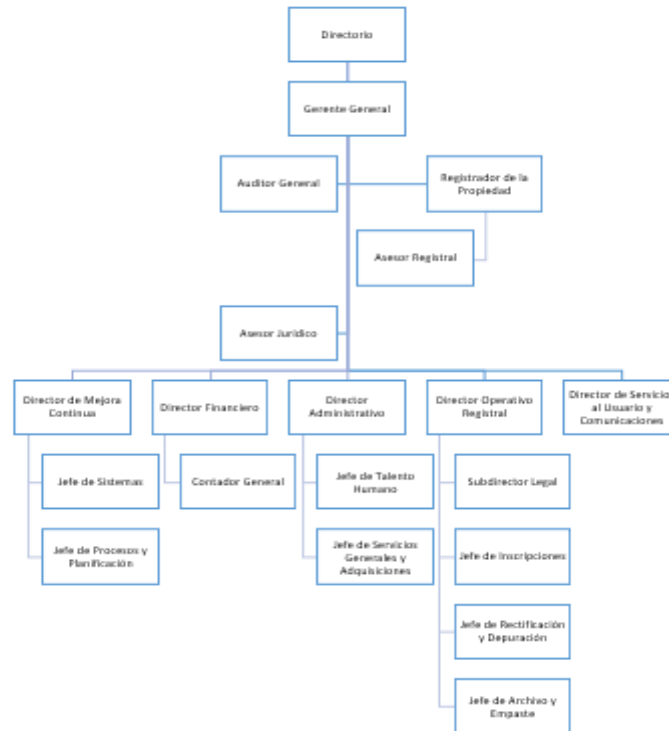 Directorio
Gerente General
Auditor General
Registrador de la
Propiedad
Asesor Registral
Asesor Jurídico
Director de Mejora
Continua
Director Financiero
Director
Administrativo
Director Operativo
Registral
Director de Servicio
al Usuario y
Comunicaciones
Jefe de Sistemas
Contador General
Jefe de Talento
Humano
Subdirector Legal
Jefe de Procesos y
Planificación
Jefe de Servicios
Generales y
Adquisiciones
Jefe de Inscripciones
Jefe de Rectificación
y Depuración
Jefe de Archivo y
Empaste